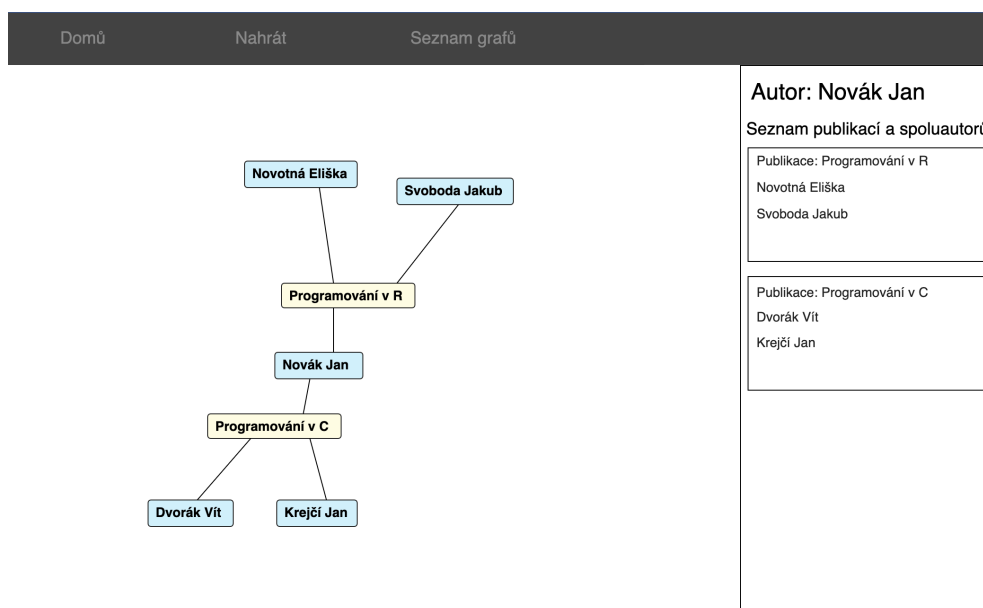 Domů
Nahrát
Seznam grafů
Novotná Eliška
Svoboda Jakub
Programování v R
Novák Jan
Programování v C
Dvorák Vít
Krejčí Jan
Autor: Novák Jan
Seznam publikací a spoluautorů
Publikace: Programování v R
Novotná Eliška
Svoboda Jakub
Publikace: Programování v C
Dvorák Vít
Krejčí Jan